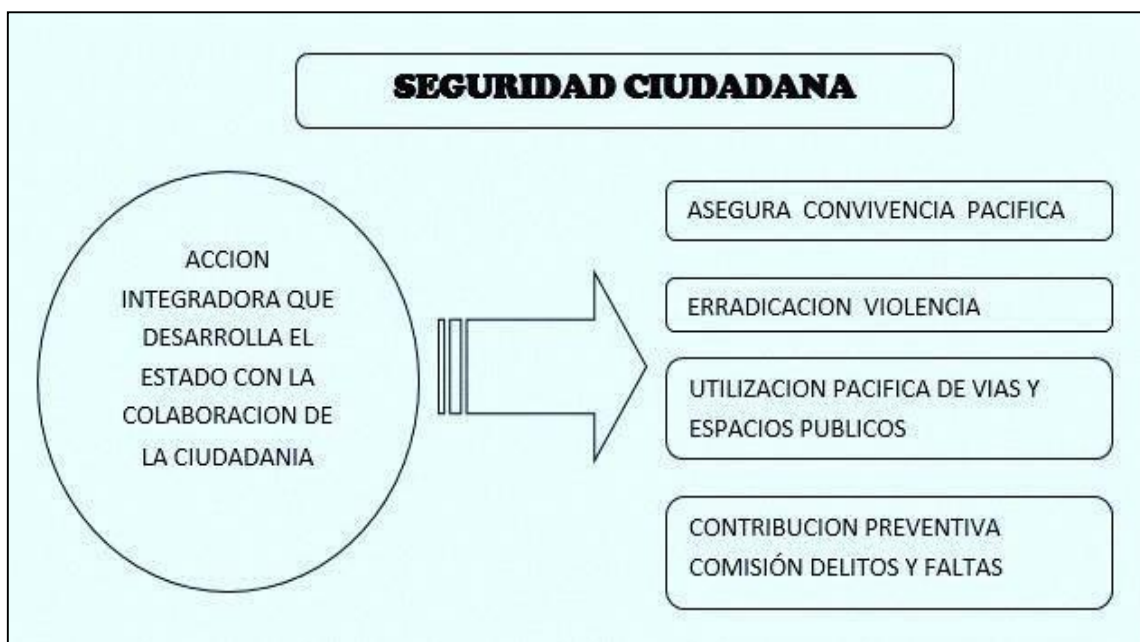 SEGURIDAD CIUDADANA
ACCION
INTEGRADORA QUE
DESARROLLA EL
ESTADO CON LA
COLABORACION DE
LA CIUDADANIA
ASEGURA CONVIVENCIA PACIFICA
ERRADICACION VIOLENCIA
UTILIZACION PACIFICA DE VIAS Y
ESPACIOS PUBLICOS
CONTRIBUCION PREVENTIVA
COMISIÓN DELITOS Y FALTAS